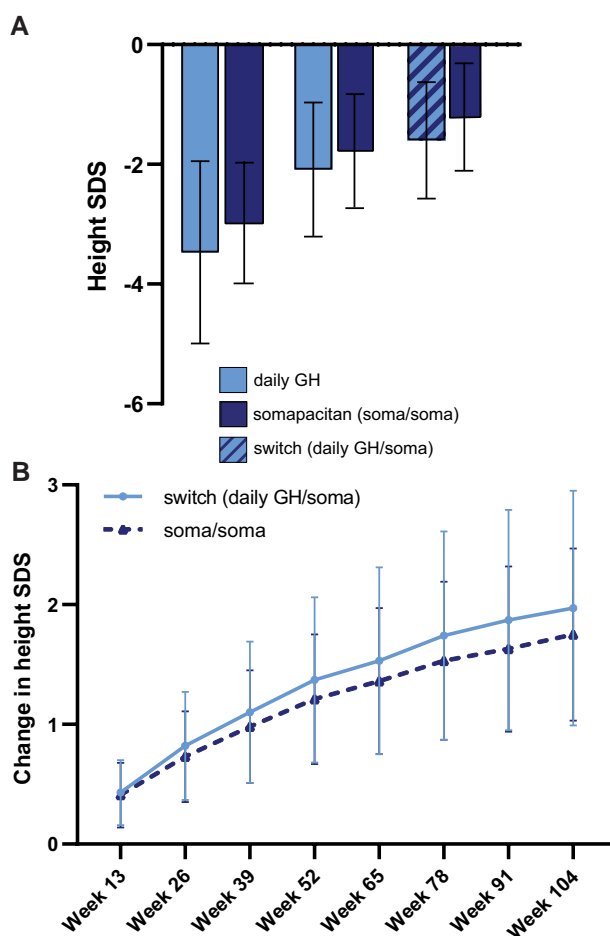 A
Height SDS
0
-2
-4
-6
daily GH
somapacitan (soma/soma)
switch (daily GH/soma)
B
switch (daily GH/soma)
soma/soma
Change in height SDS
3
2
1
0
Week 13
Week 26
Week 39
Week 52
Week 65
Week 78
Week 91
Week 104